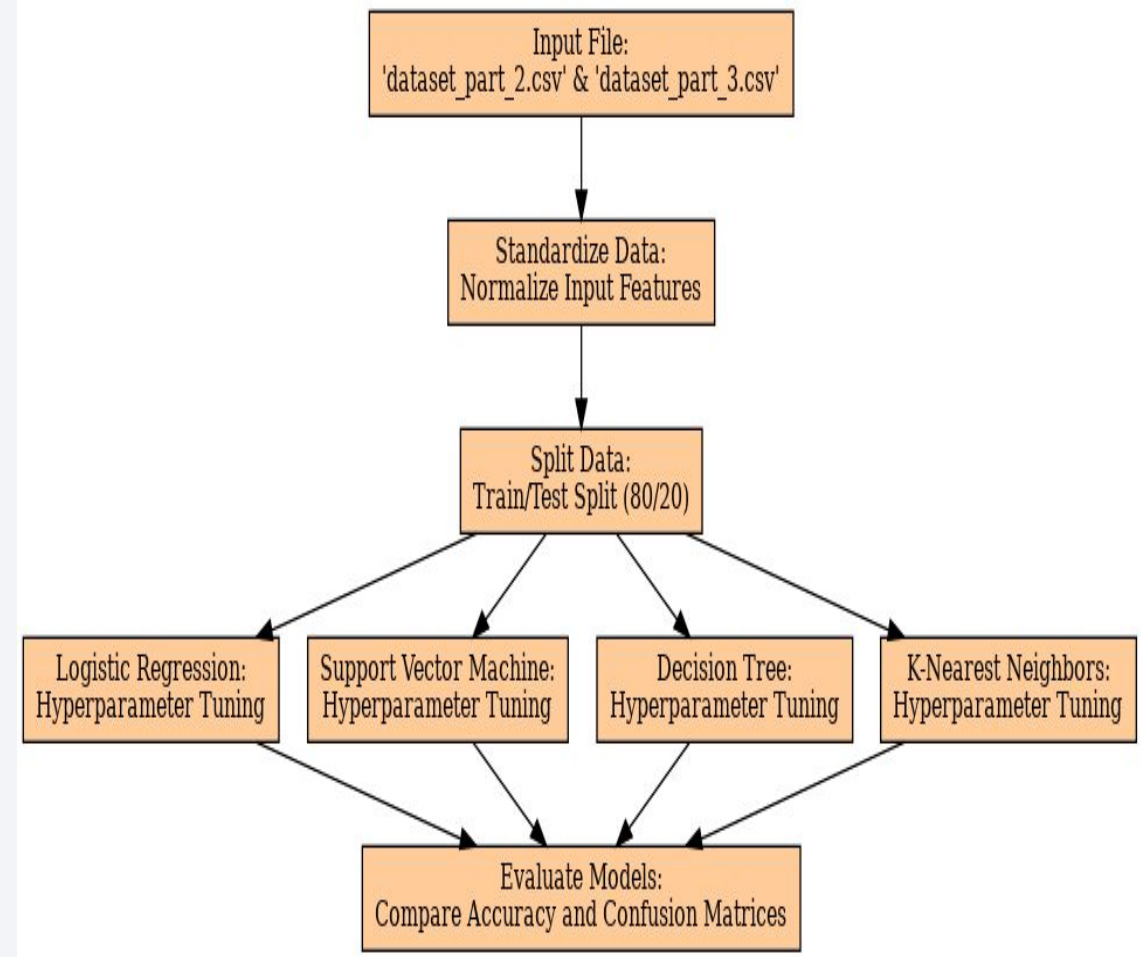 Input File:
'dataset_part_2.csv' & 'dataset_part_3.csv'
Standardize Data:
Normalize Input Features
Split Data:
Train/Test Split (80/20)
Logistic Regression:
Hyperparameter Tuning
Support Vector Machine:
Hyperparameter Tuning
Decision Tree:
Hyperparameter Tuning
K-Nearest Neighbors:
Hyperparameter Tuning
Evaluate Models:
Compare Accuracy and Confusion Matrices